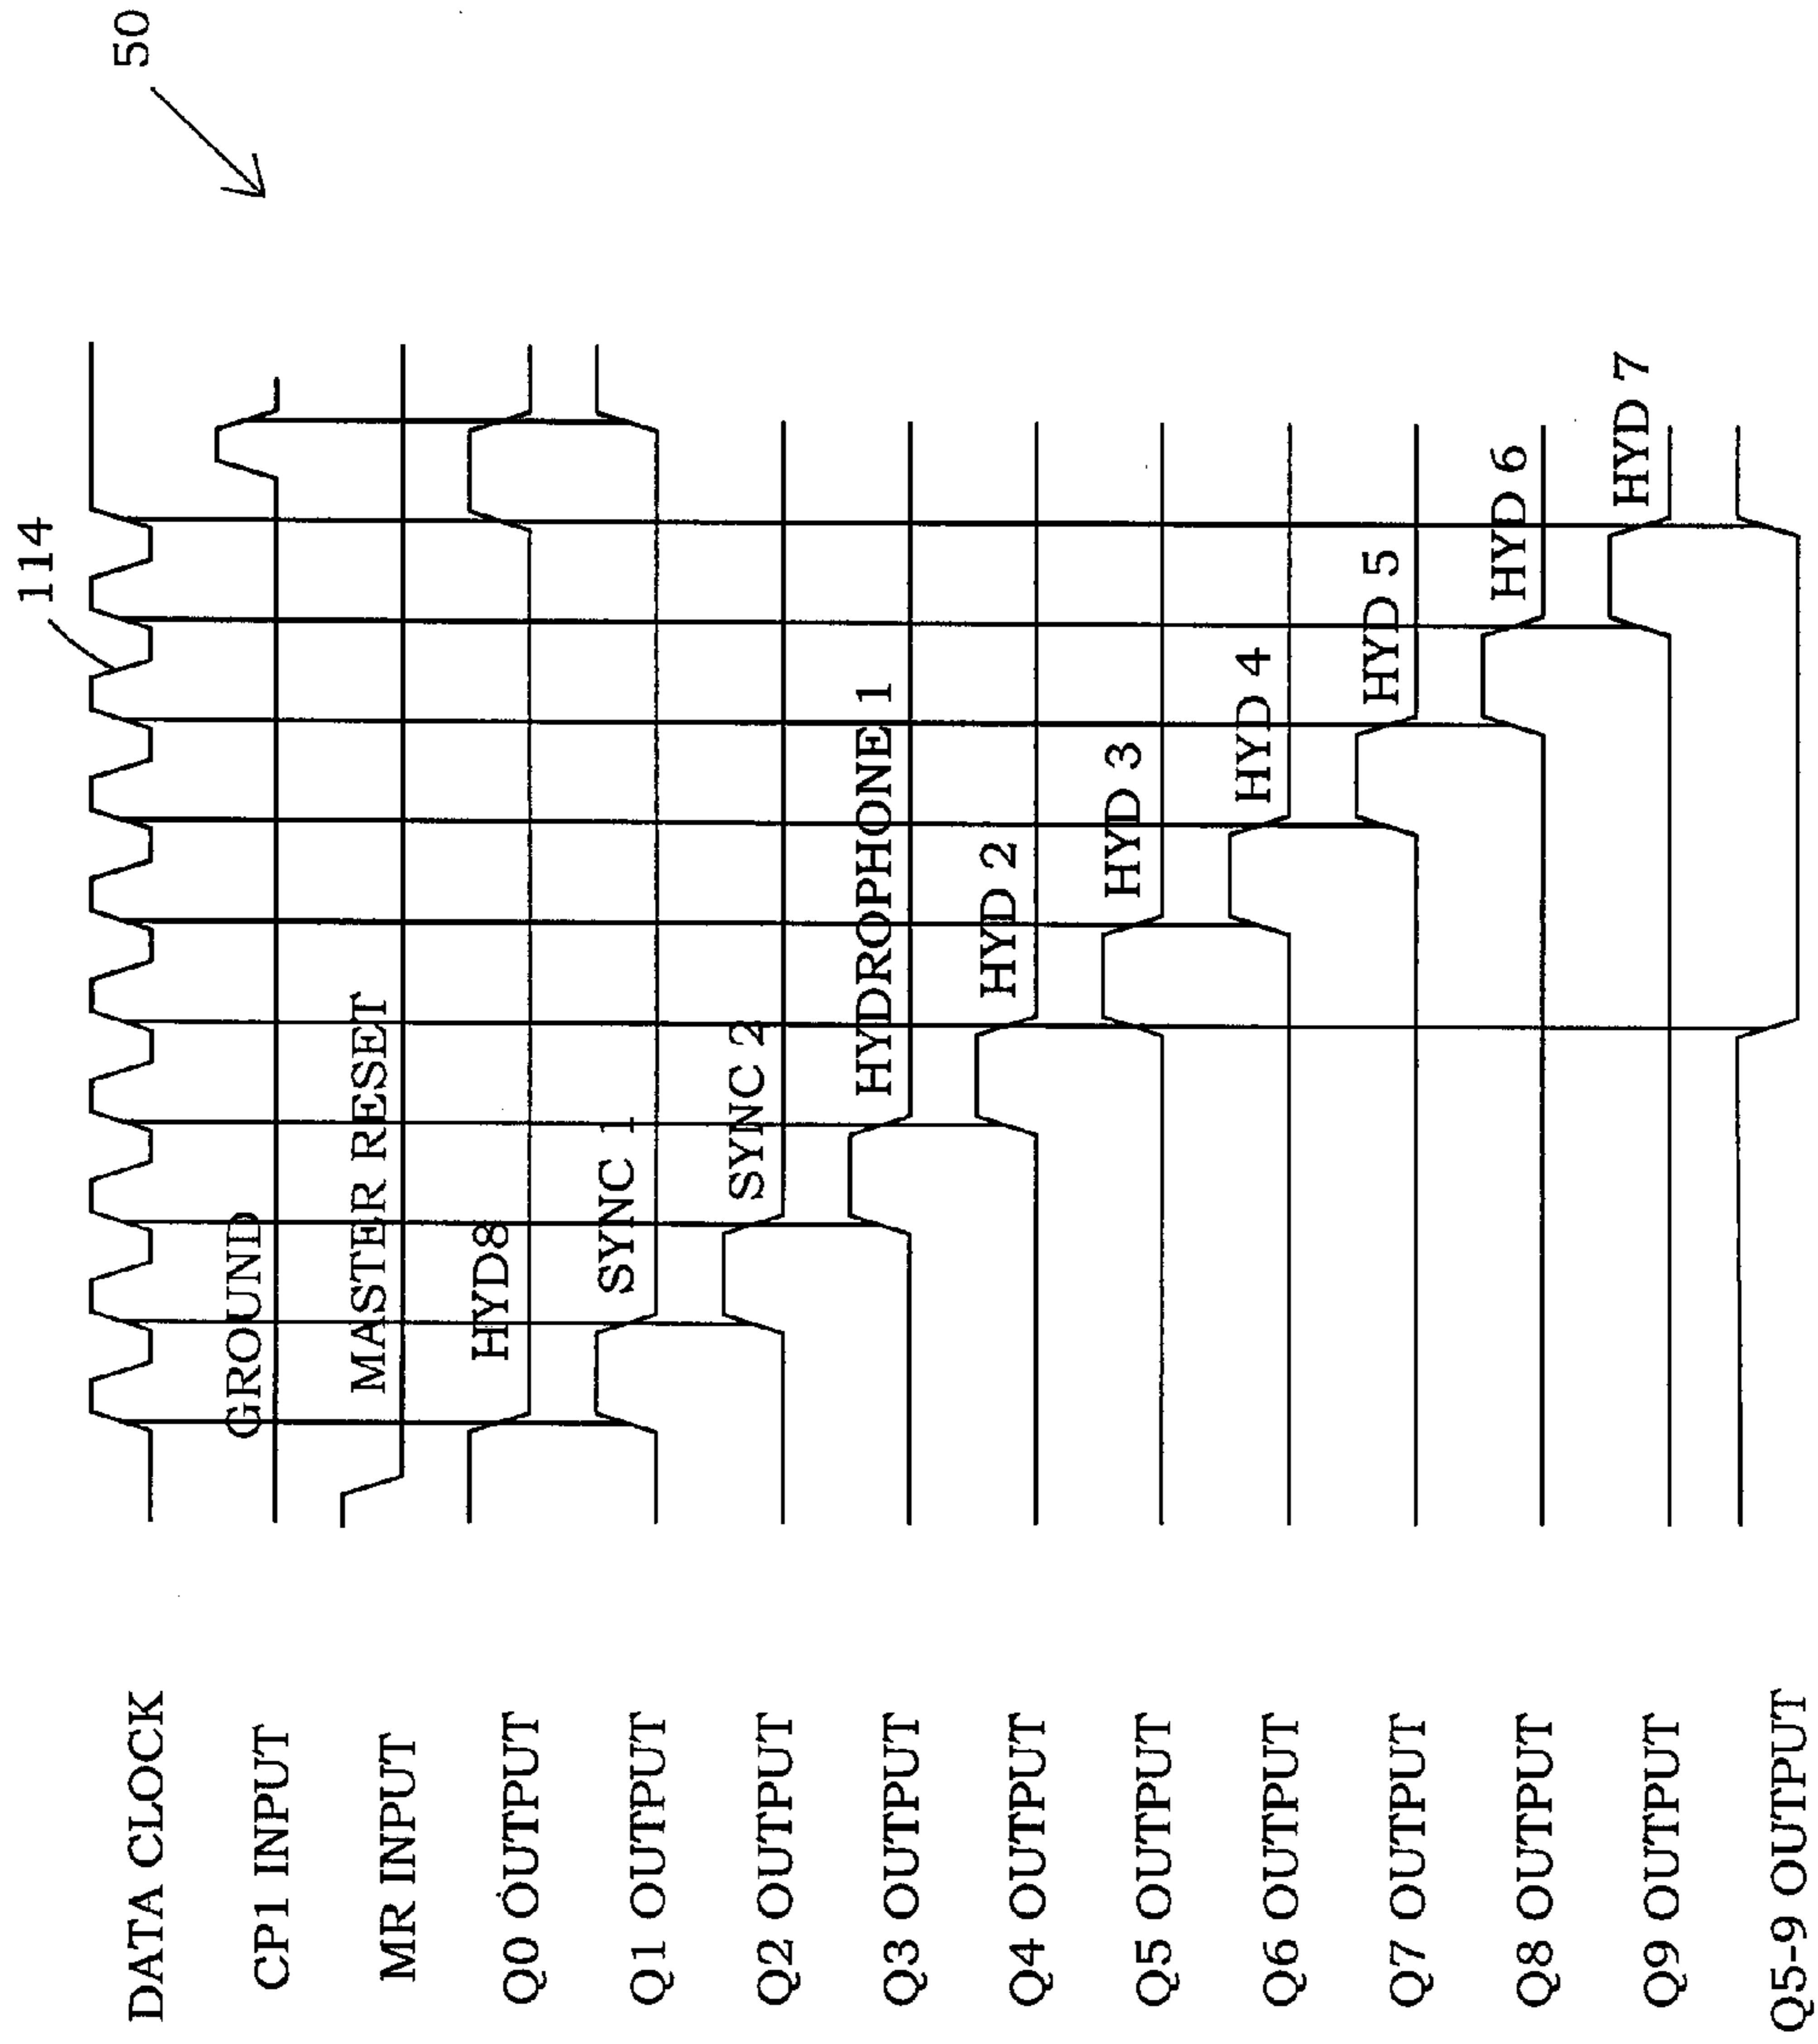 50
114
DATA CLOCK
CP1 INPUT
GROUND
MR INPUT
MASTER RESET
Q0 OUTPUT
HYD8
Q1 OUTPUT
SYNC 1
Q2 OUTPUT
SYNC 2
Q3 OUTPUT
HYDROPHONE 1
Q4 OUTPUT
HYD 2
Q5 OUTPUT
HYD 3
Q6 OUTPUT
HYD 4
Q7 OUTPUT
HYD 5
Q8 OUTPUT
HYD 6
Q9 OUTPUT
HYD 7
Q5-9 OUTPUT